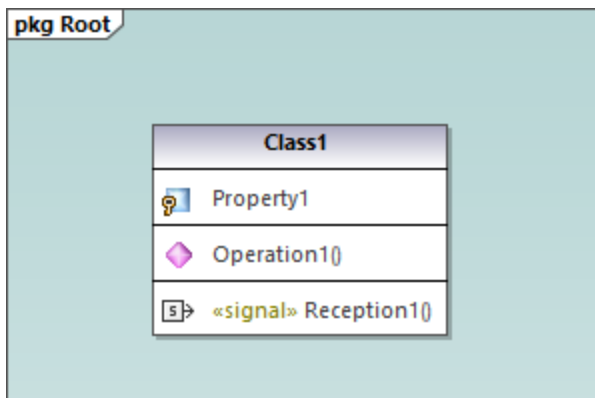 pkg Root
Class1
Property1
Operation1()
S «signal» Reception1()